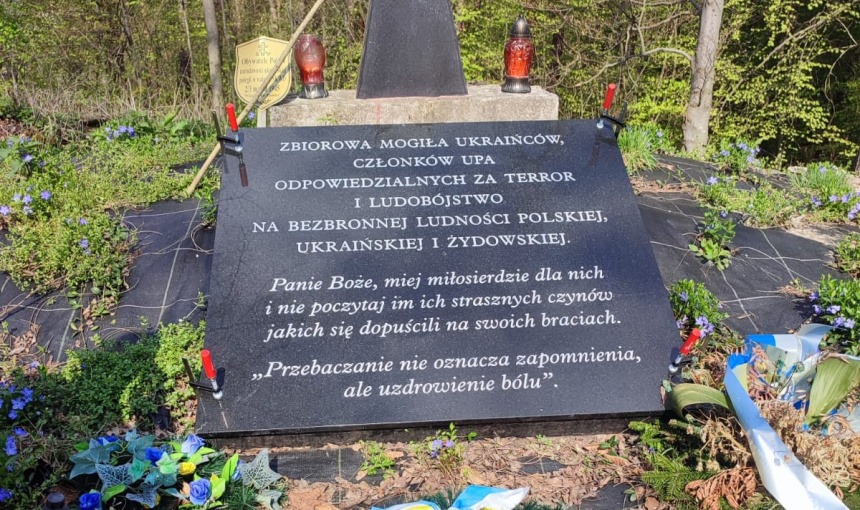 Obywatele
ZBIOROWA MOGIŁA UKRAIŃCÓW,
CZŁONKÓW UPA
ODPOWIEDZIALNYCH ZA TERROR
I LUDOBÓJSTWO
NA BEZBRONNEJ LUDNOŚCI POLSKIEJ,
UKRAIŃSKIEJ I ŻYDOWSKIEJ.
Panie Boże, miej miłosierdzie dla nich
i nie poczytaj im ich strasznych czynów
jakich się dopuścili na swoich braciach.
„Przebaczanie nie oznacza zapomnienia,
ale uzdrowienie bólu”.